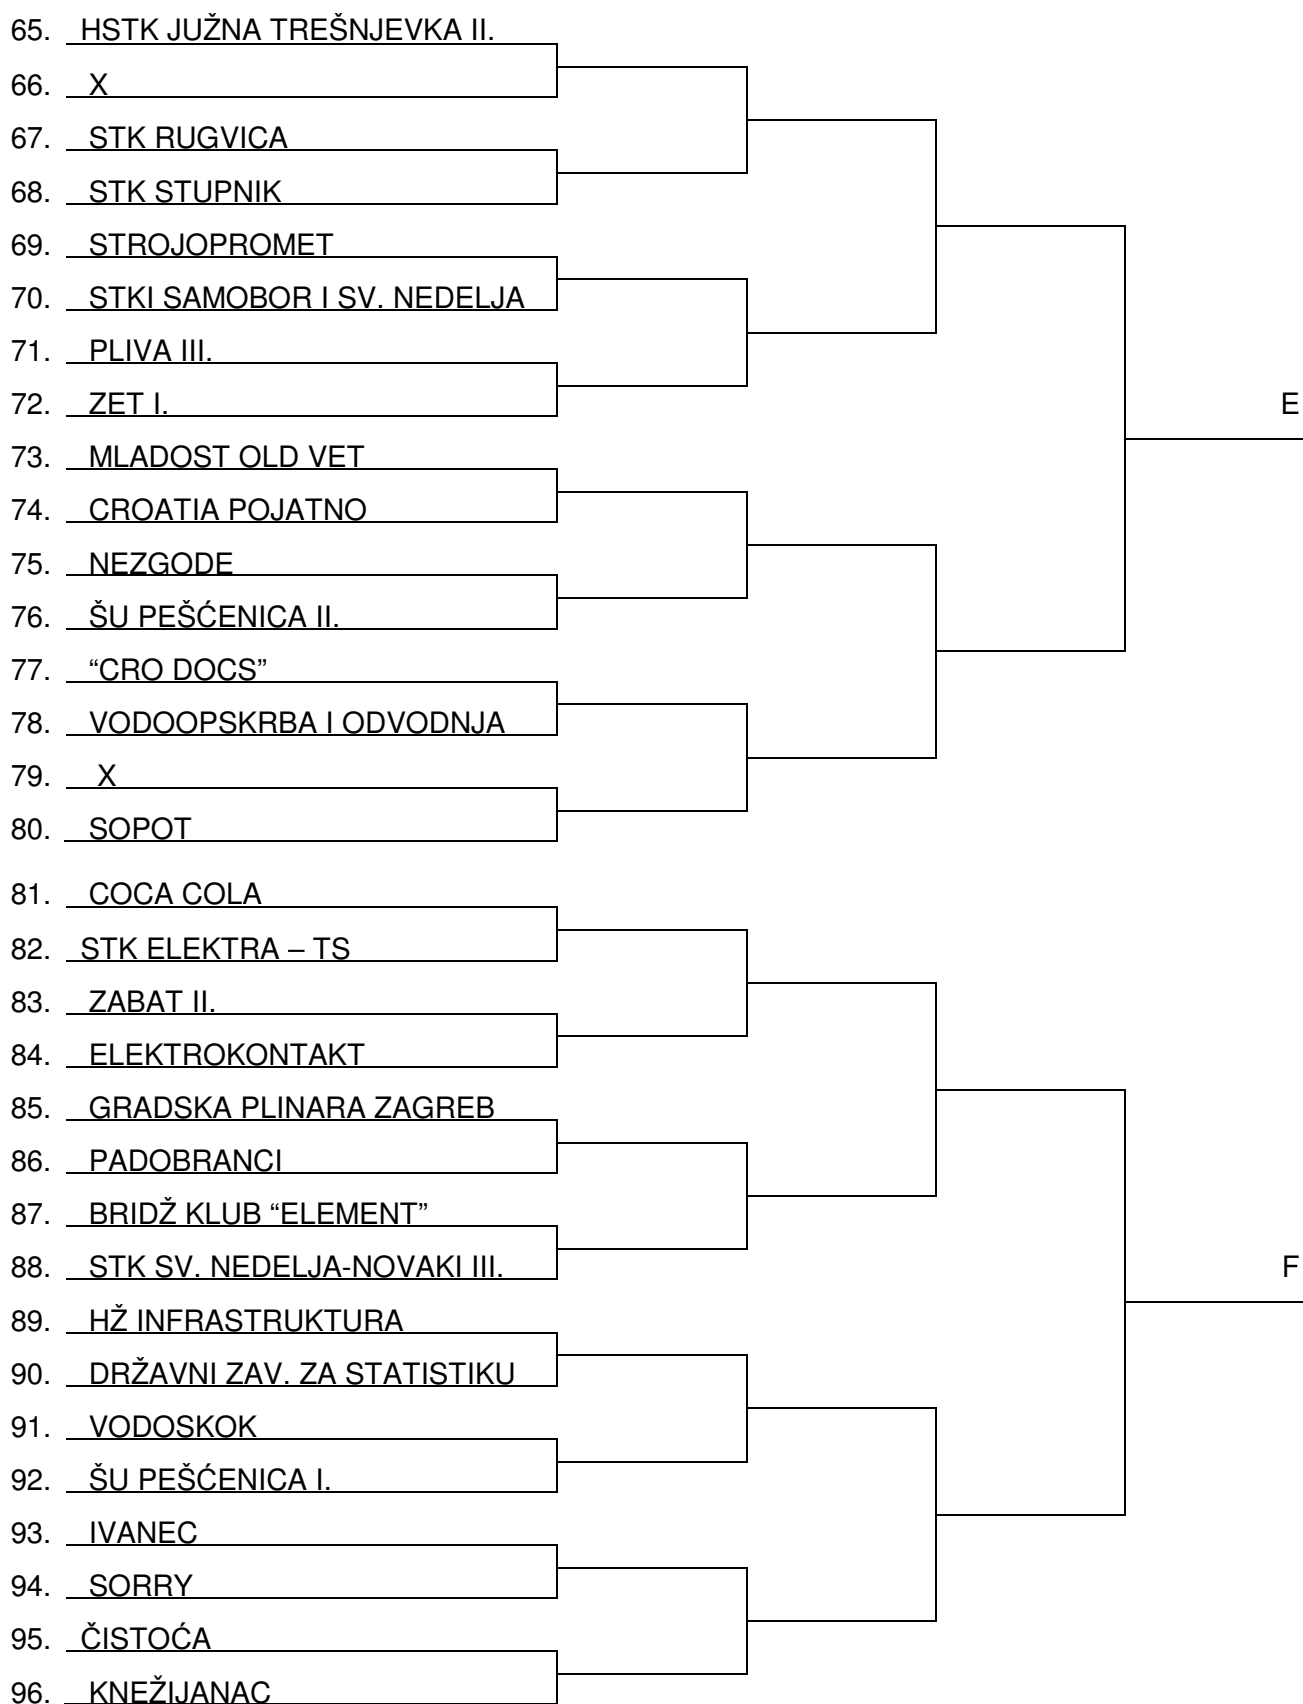 65. HSTK JUŽNA TREŠNJEVKA II.
66. X
67. STK RUGVICA
68. STK STUPNIK
69. STROJOPROMET
70. STKI SAMOBOR I SV. NEDELJA
71. PLIVA III.
72. ZET I.
E
73. MLADOST OLD VET
74. CROATIA POJATNO
75. NEZGODE
76. ŠU PEŠĆENICA II.
77. “CRO DOCS”
78. VODOOPSKRBA I ODVODNJA
79. X
80. SOPOT
81. COCA COLA
82. STK ELEKTRA – TS
83. ZABAT II.
84. ELEKTROKONTAKT
85. GRADSKA PLINARA ZAGREB
86. PADOBRANCI
87. BRIDŽ KLUB “ELEMENT”
88. STK SV. NEDELJA-NOVAKI III.
F
89. HŽ INFRASTRUKTURA
90. DRŽAVNI ZAV. ZA STATISTIKU
91. VODOSKOK
92. ŠU PEŠĆENICA I.
93. IVANEC
94. SORRY
95. ČISTOĆA
96. KNEŽIJANAC